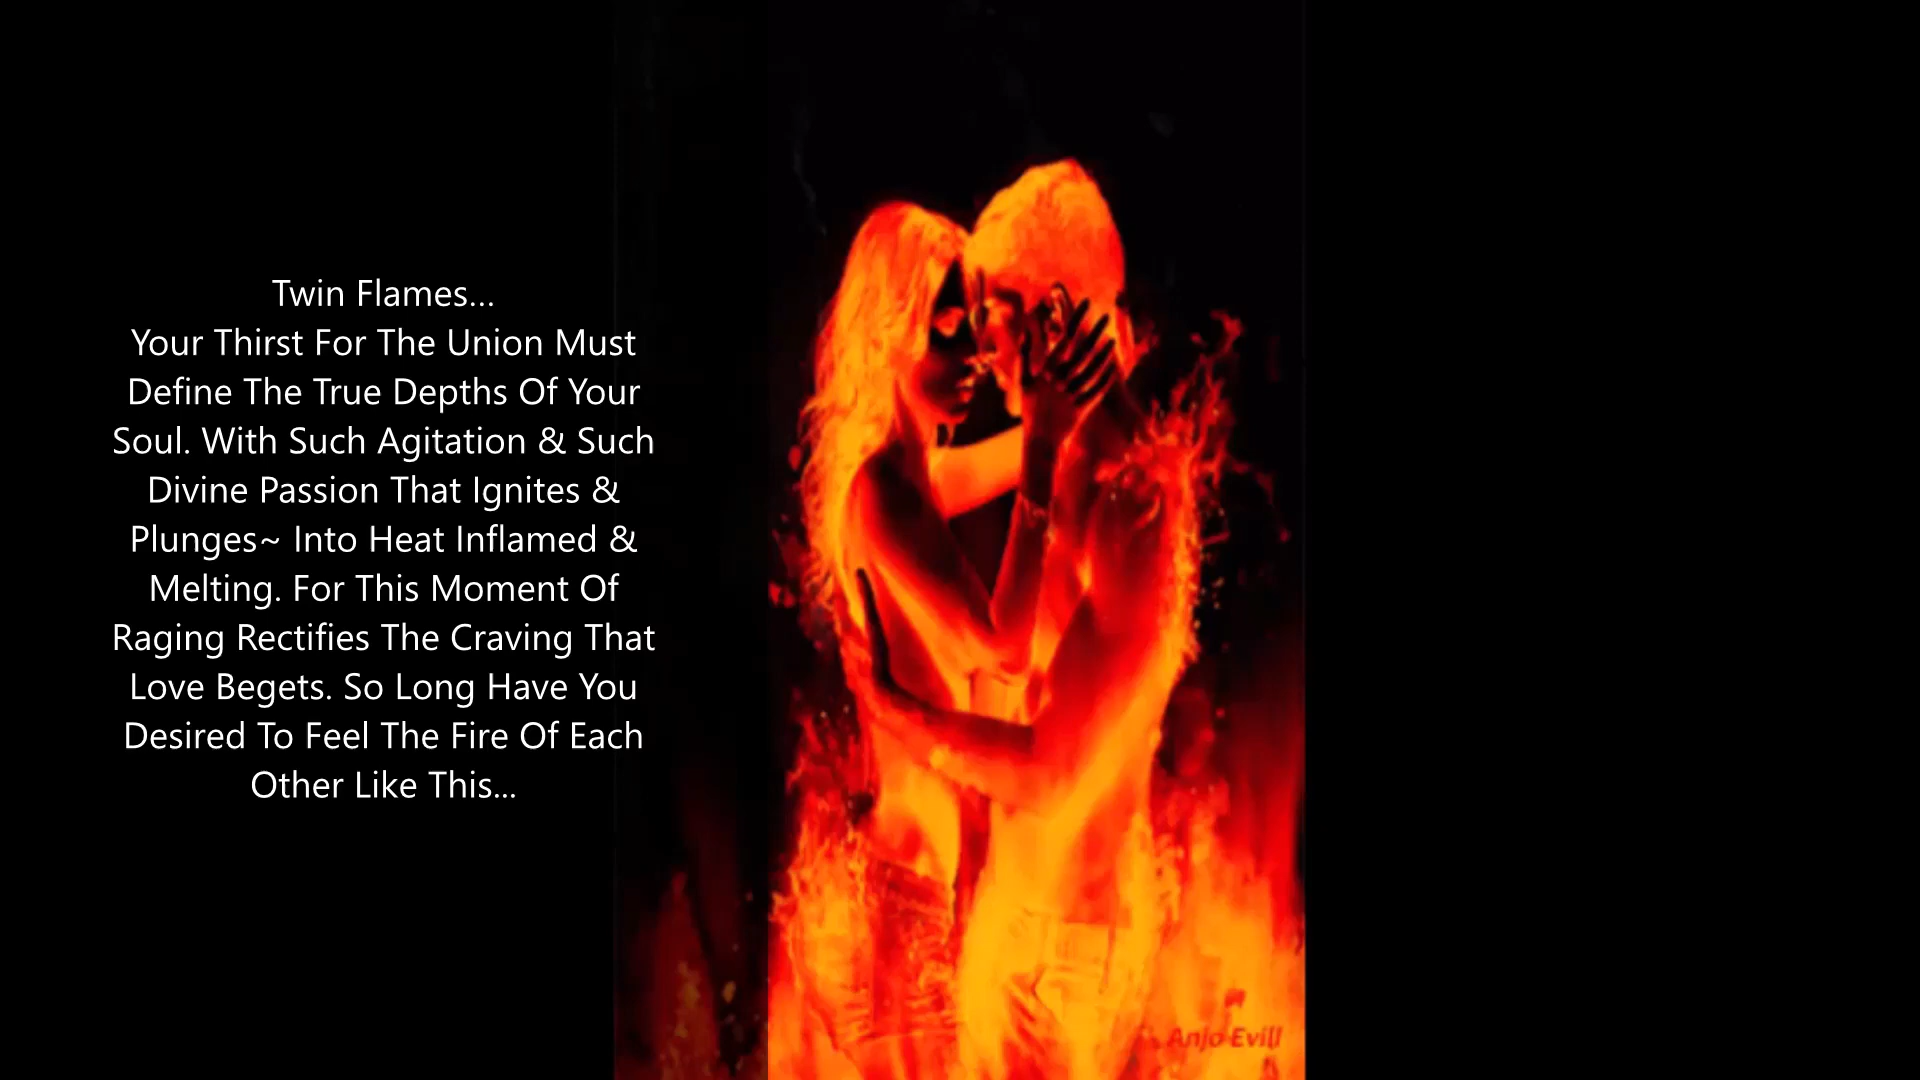 Twin Flames...
Your Thirst For The Union Must
Define The True Depths Of Your
Soul. With Such Agitation & Such
Divine Passion That Ignites &
Plunges~ Into Heat Inflamed &
Melting. For This Moment Of
Raging Rectifies The Craving That
Love Begets. So Long Have You
Desired To Feel The Fire Of Each
Other Like This...
Anjo Evill